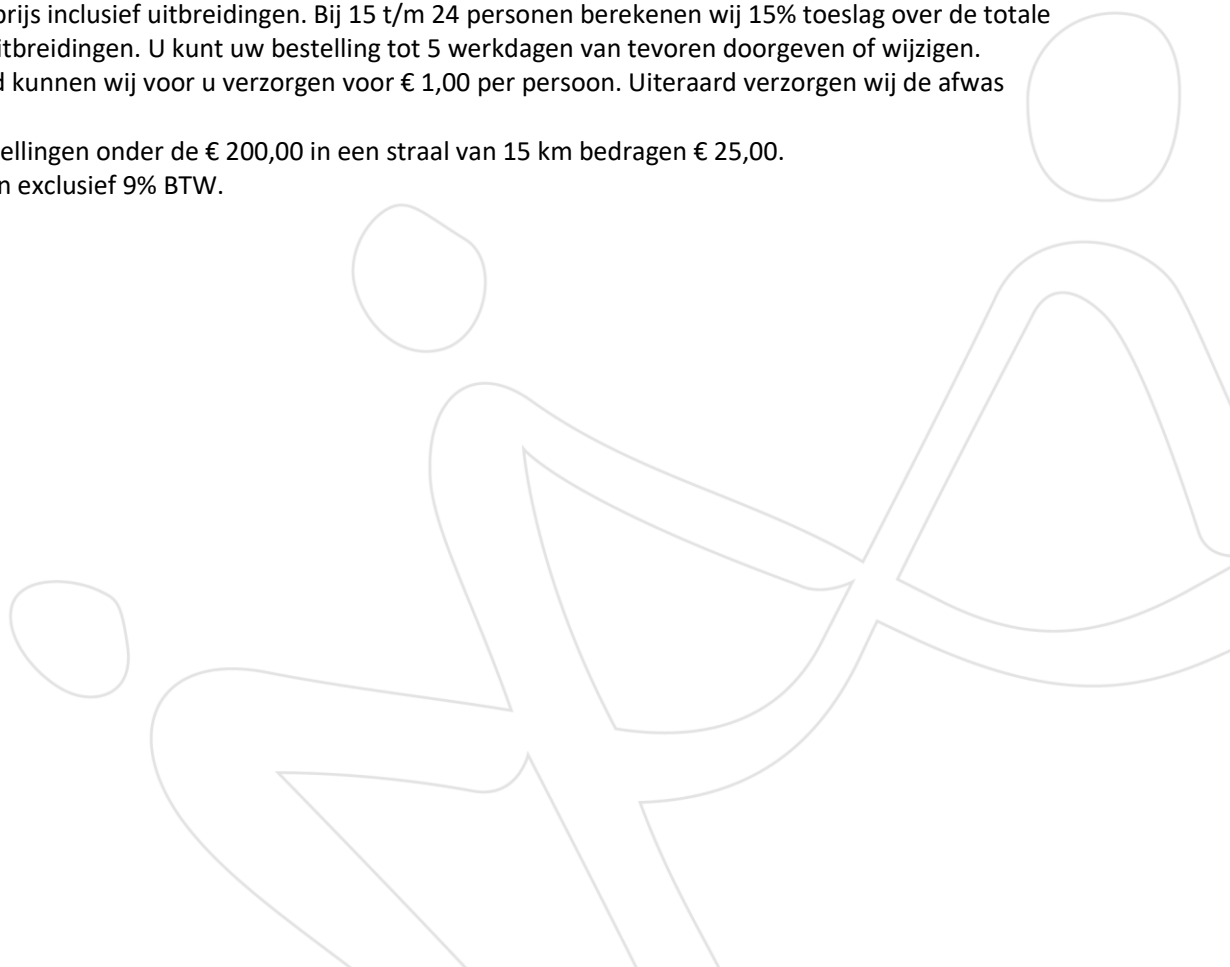 prijs inclusief uitbreidingen. Bij 15 t/m 24 personen berekenen wij 15% toeslag over de totale
itbreidingen. U kunt uw bestelling tot 5 werkdagen van tevoren doorgeven of wijzigen.
d kunnen wij voor u verzorgen voor € 1,00 per persoon. Uiteraard verzorgen wij de afwas
ellingen onder de € 200,00 in een straal van 15 km bedragen € 25,00.
n exclusief 9% BTW.